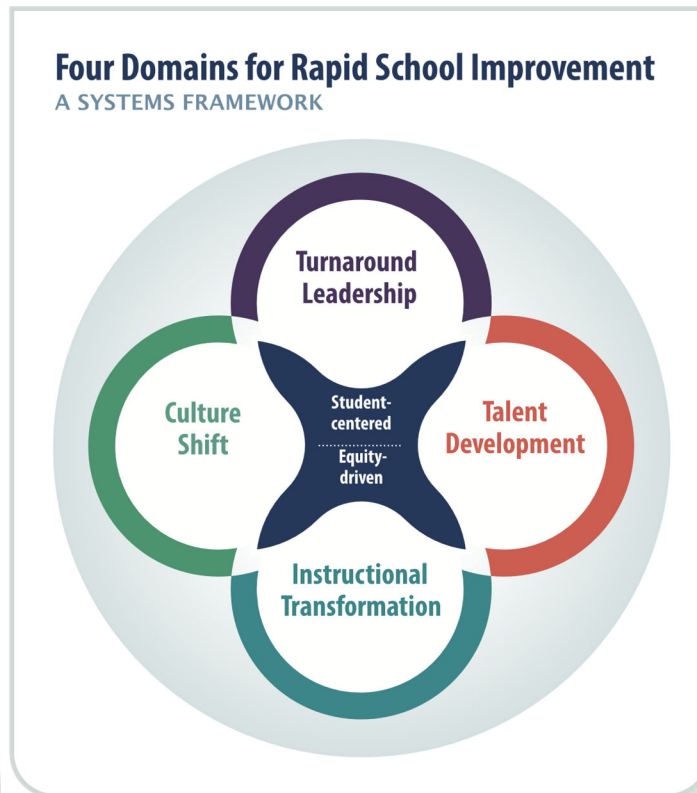 Four Domains for Rapid School Improvement
A SYSTEMS FRAMEWORK
Turnaround
Leadership
Culture
Shift
Student-
centered
Equity-
driven
Talent
Development
Instructional
Transformation